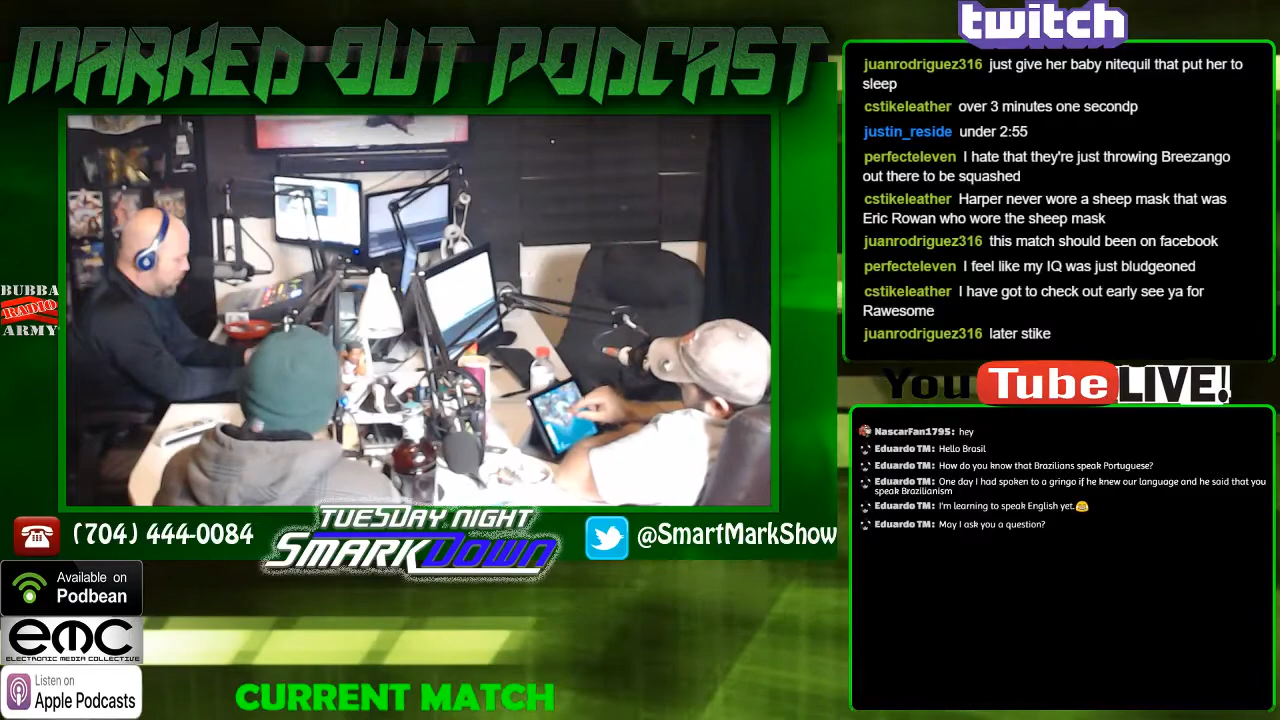 MARKED OUT PODCAST
twitch
juanrodriguez316 just give her baby nitequil that put her to
sleep
cstikeleather over 3 minutes one secondp
justin_reside under 2:55
perfecteleven I hate that they're just throwing Breezango
out there to be squashed
cstikeleather Harper never wore a sheep mask that was
Eric Rowan who wore the sheep mask
juanrodriguez316 this match should been on facebook
perfecteleven I feel like my IQ was just bludgeoned
cstikeleather I have got to check out early see ya for
Rawesome
juanrodriguez316 later stike
BUBBA
RADIO
ARMY
You Tube LIVE!
NascarFan1795: hey
Eduardo TM: Hello Brasil
Eduardo TM: How do you know that Brazilians speak Portuguese?
Eduardo TM: One day I had spoken to a gringo if he knew our language and he said that you
speak Brazilianism
Eduardo TM: I'm learning to speak English yet.😂
Eduardo TM: May I ask you a question?
(704) 444-0084
TUESDAY NIGHT
SMARKDOWN
@SmartMarkShow
Available on
Podbean
emc
ELECTRONIC MEDIA COLLECTIVE
Listen on
Apple Podcasts
CURRENT MATCH